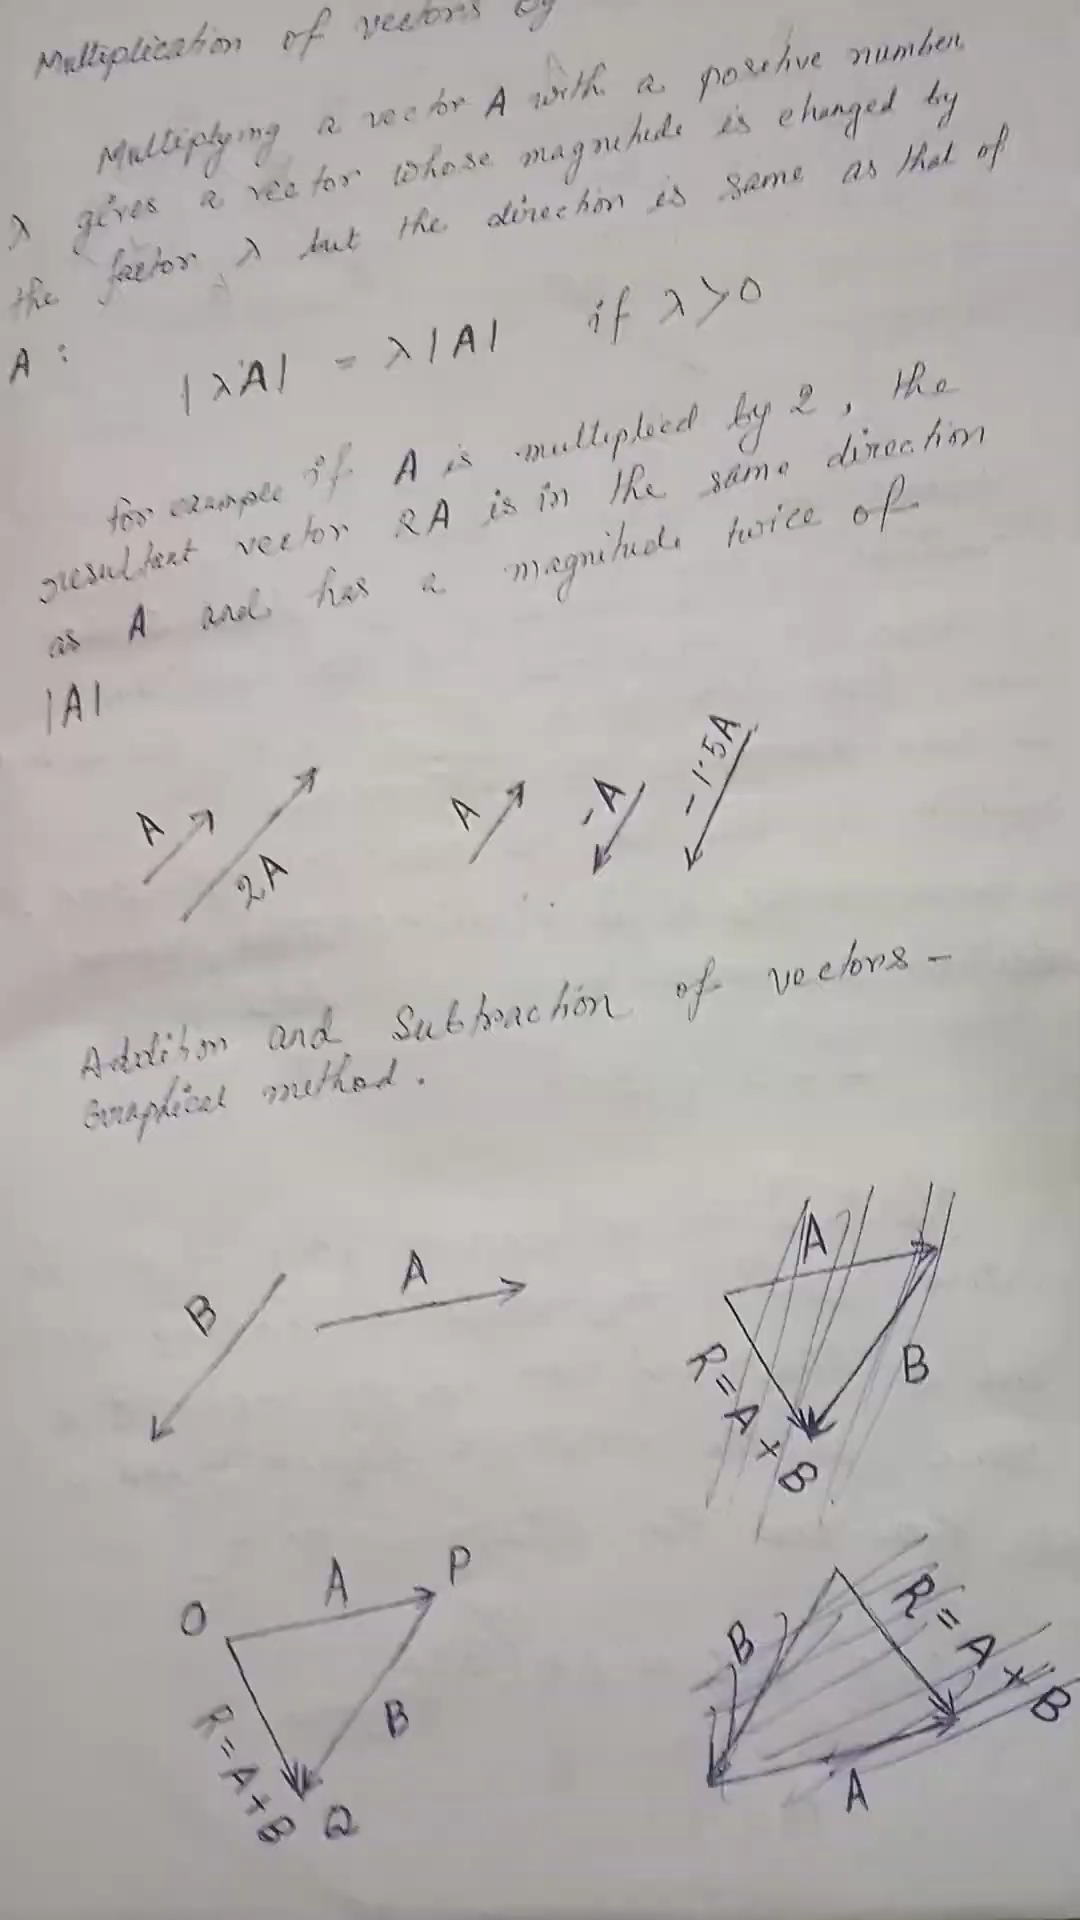 Multiplication of vectors by
Multiplying a vector A with a positive number
λ gives a vector whose magnitude is changed by
the factor λ but the direction is same as that of
A :
|λA| = λ|A| if λ>0
for example if A is multiplied by 2, the
resultant vector 2A is in the same direction
as A and has a magnitude twice of
|A|
A 2A A -A -1.5A
Addition and Subtraction of vectors -
Graphical method.
B A
A
B
R = A + B
O A P
B
R = A + B
Q
B
R = A + B
A